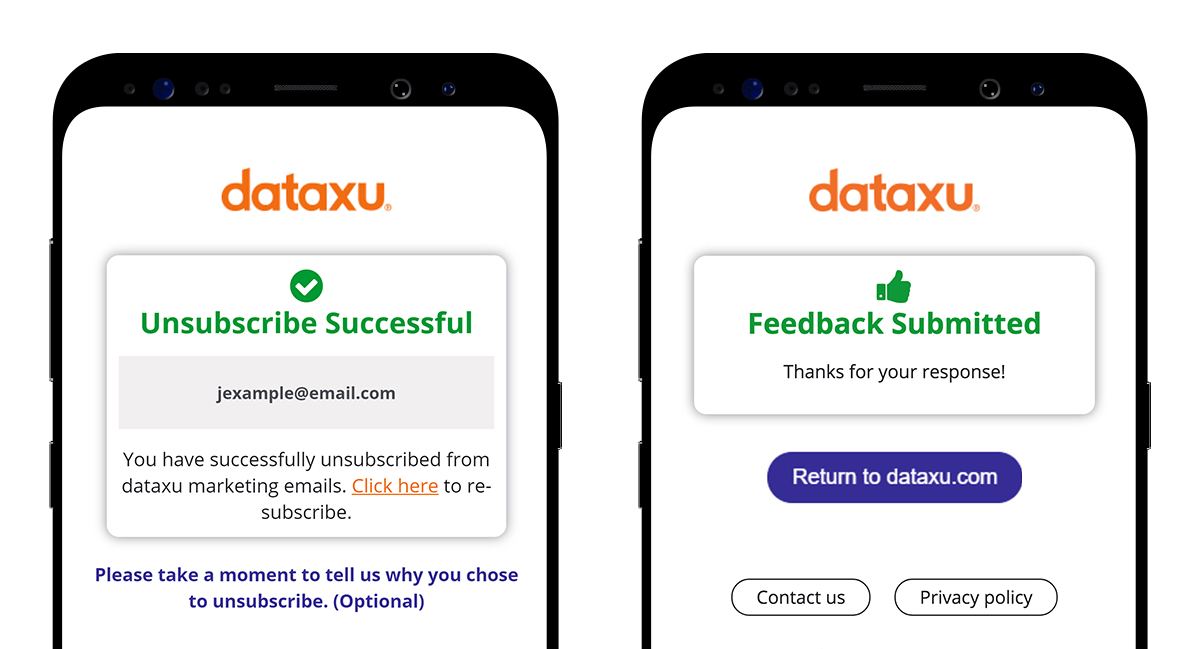 dataxu®
Unsubscribe Successful
jexample@email.com
You have successfully unsubscribed from
dataxu marketing emails. Click here to re-
subscribe.
Please take a moment to tell us why you chose
to unsubscribe. (Optional)
dataxu®
Feedback Submitted
Thanks for your response!
Return to dataxu.com
Contact us
Privacy policy